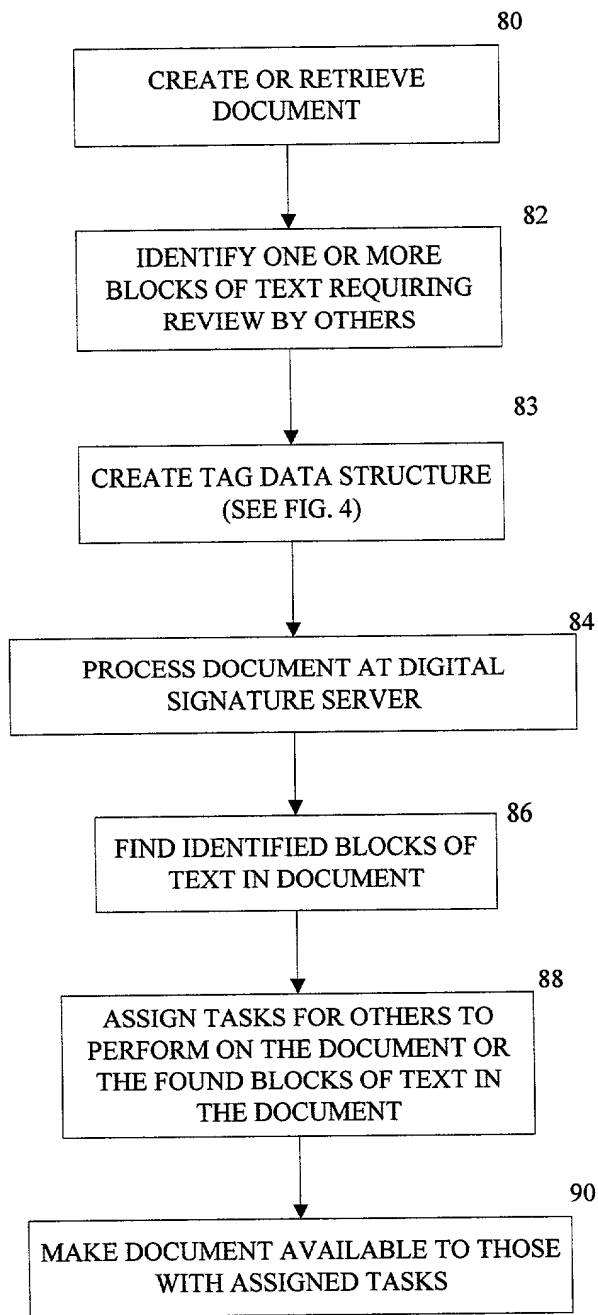 80
CREATE OR RETRIEVE
DOCUMENT
82
IDENTIFY ONE OR MORE
BLOCKS OF TEXT REQUIRING
REVIEW BY OTHERS
83
CREATE TAG DATA STRUCTURE
(SEE FIG. 4)
84
PROCESS DOCUMENT AT DIGITAL
SIGNATURE SERVER
86
FIND IDENTIFIED BLOCKS OF
TEXT IN DOCUMENT
88
ASSIGN TASKS FOR OTHERS TO
PERFORM ON THE DOCUMENT OR
THE FOUND BLOCKS OF TEXT IN
THE DOCUMENT
90
MAKE DOCUMENT AVAILABLE TO THOSE
WITH ASSIGNED TASKS